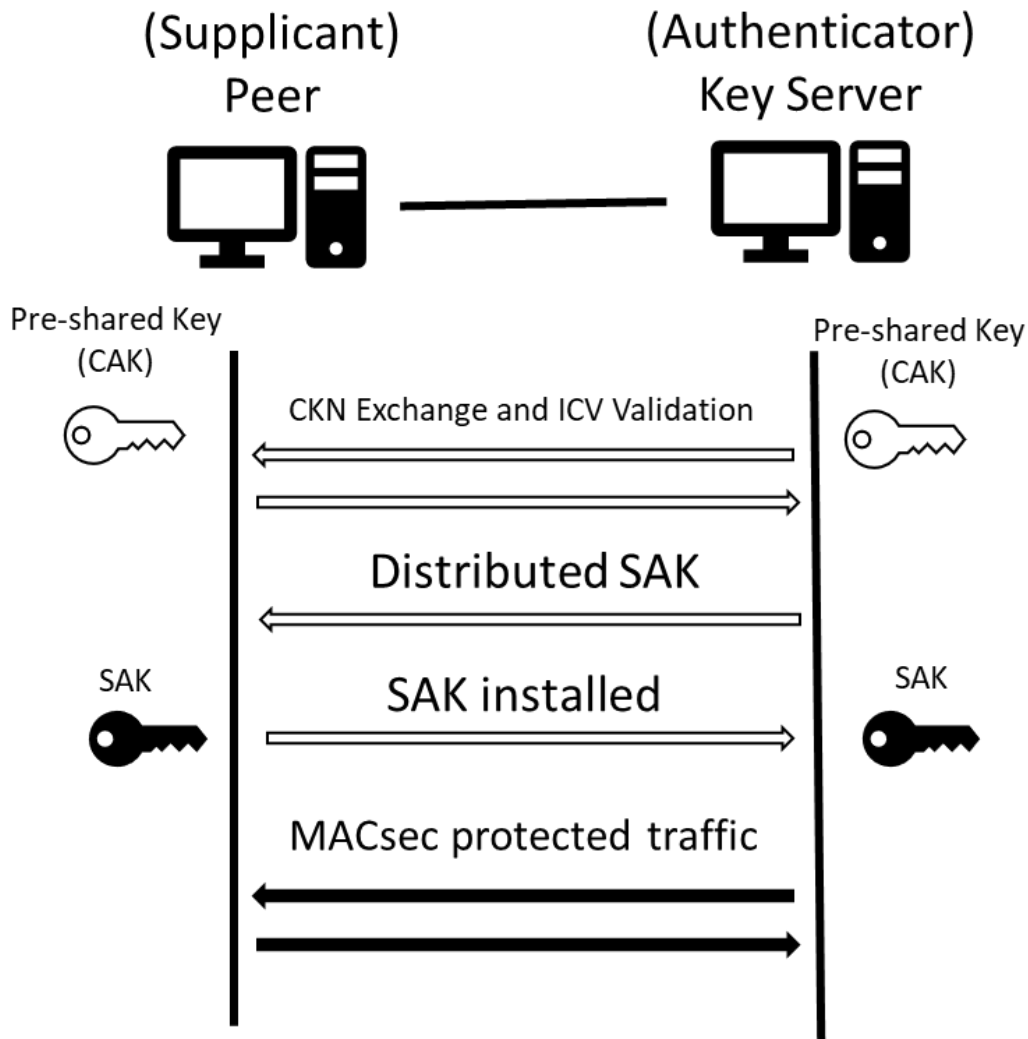 (Supplicant)
Peer
(Authenticator)
Key Server
Pre-shared Key
(CAK)
Pre-shared Key
(CAK)
CKN Exchange and ICV Validation
Distributed SAK
SAK
SAK installed
SAK
MACsec protected traffic